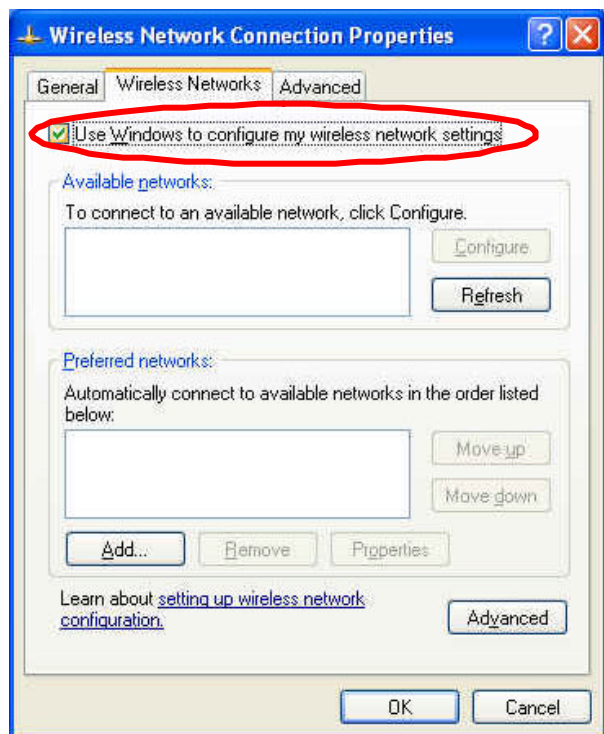 Wireless Network Connection Properties
General Wireless Networks Advanced
Use Windows to configure my wireless network settings
Available networks:
To connect to an available network, click Configure.
Configure
Refresh
Preferred networks:
Automatically connect to available networks in the order listed
below:
Move up
Move down
Add... Remove Properties
Learn about setting up wireless network
configuration.
Advanced
OK Cancel